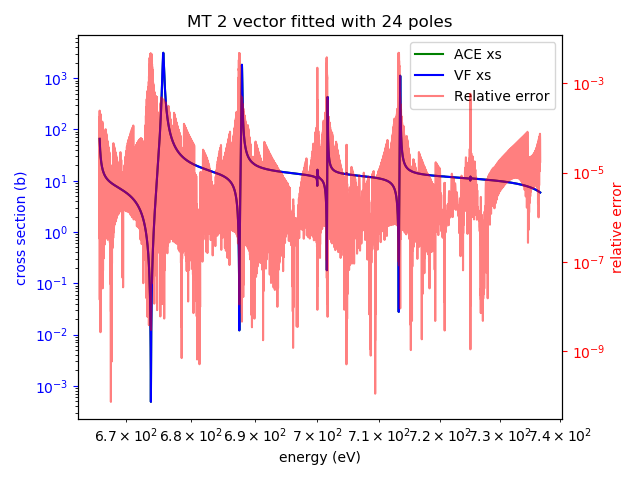 MT 2 vector fitted with 24 poles
ACE xs
VF xs
Relative error
cross section (b)
10³
10²
10¹
10⁰
10⁻¹
10⁻²
10⁻³
10⁻³
10⁻⁵
10⁻⁷
10⁻⁹
relative error
6.7 × 10² 6.8 × 10² 6.9 × 10² 7 × 10² 7.1 × 10² 7.2 × 10² 7.3 × 10² 7.4 × 10²
energy (eV)